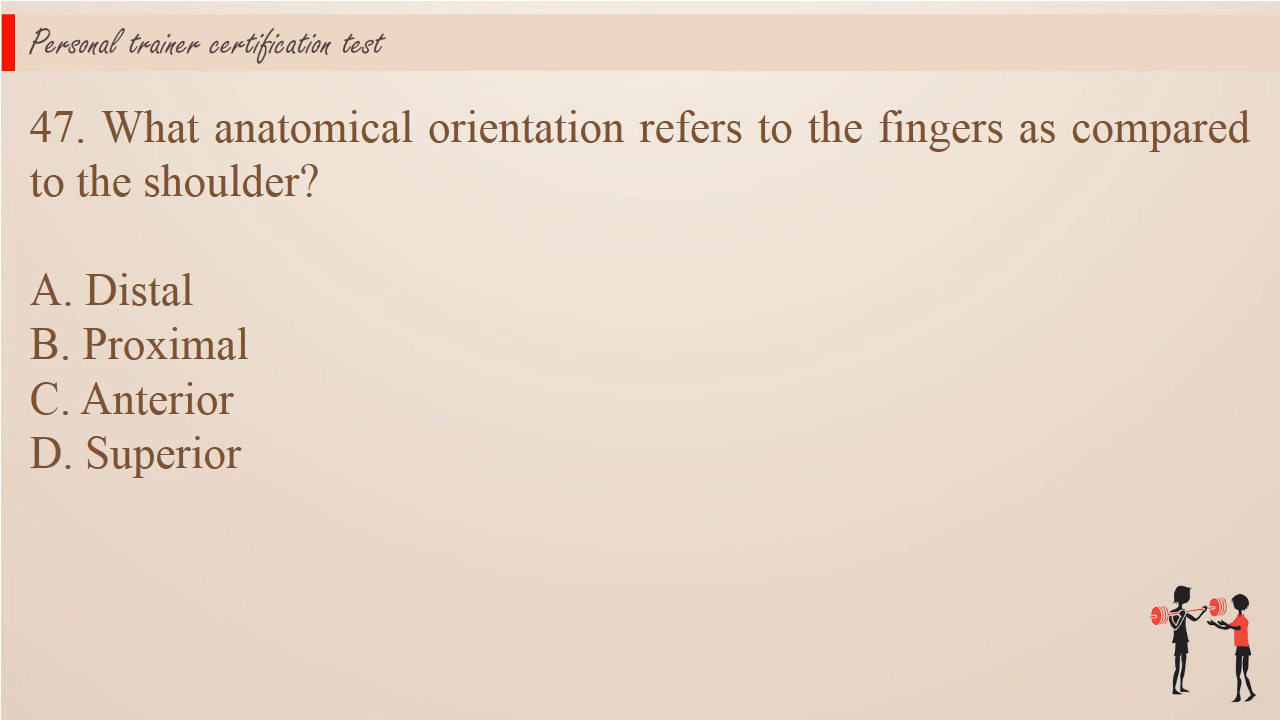 Personal trainer certification test
47. What anatomical orientation refers to the fingers as compared
to the shoulder?
A. Distal
B. Proximal
C. Anterior
D. Superior